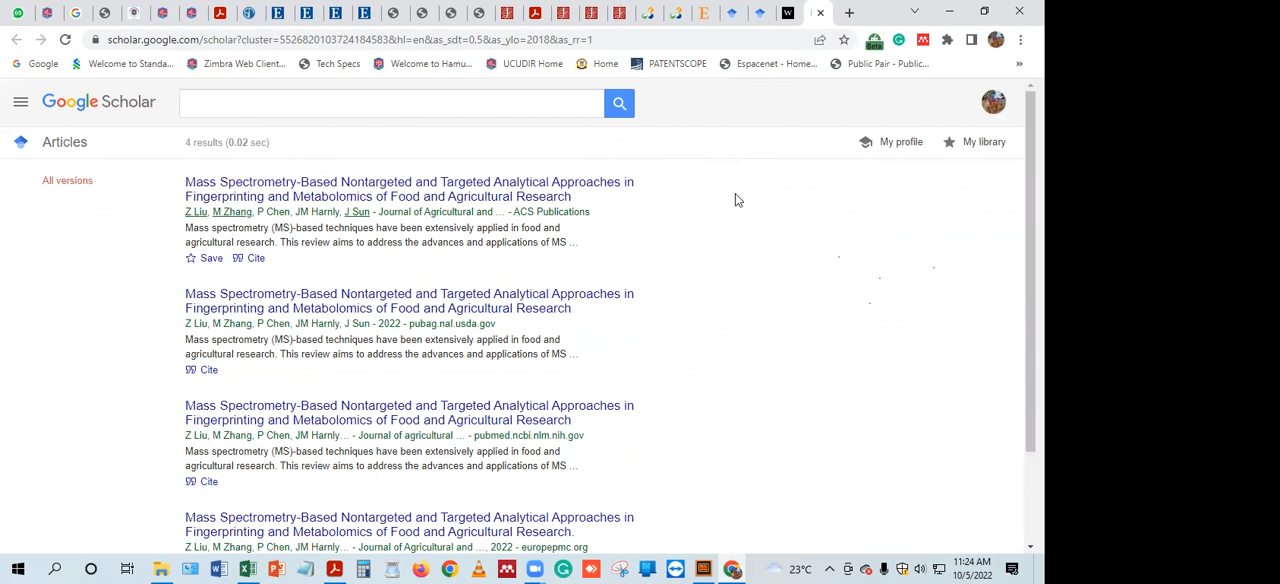 scholar.google.com/scholar?cluster=5526820103724184583&hl=en&as_sdt=0,5&as_ylo=2018&as_rr=1
Beta
Google
Welcome to Standa...
Zimbra Web Client...
Tech Specs
Welcome to Hamu...
UCUDIR Home
Home
PATENTSCOPE
Espacenet - Home...
Public Pair - Public...
»
Google Scholar
Articles
4 results (0.02 sec)
My profile
My library
All versions
Mass Spectrometry-Based Nontargeted and Targeted Analytical Approaches in
Fingerprinting and Metabolomics of Food and Agricultural Research
Z Liu, M Zhang, P Chen, JM Harnly, J Sun - Journal of Agricultural and ... - ACS Publications
Mass spectrometry (MS)-based techniques have been extensively applied in food and
agricultural research. This review aims to address the advances and applications of MS ...
Save Cite
Mass Spectrometry-Based Nontargeted and Targeted Analytical Approaches in
Fingerprinting and Metabolomics of Food and Agricultural Research
Z Liu, M Zhang, P Chen, JM Harnly, J Sun - 2022 - pubag.nal.usda.gov
Mass spectrometry (MS)-based techniques have been extensively applied in food and
agricultural research. This review aims to address the advances and applications of MS ...
Cite
Mass Spectrometry-Based Nontargeted and Targeted Analytical Approaches in
Fingerprinting and Metabolomics of Food and Agricultural Research
Z Liu, M Zhang, P Chen, JM Harnly... - Journal of agricultural ... - pubmed.ncbi.nlm.nih.gov
Mass spectrometry (MS)-based techniques have been extensively applied in food and
agricultural research. This review aims to address the advances and applications of MS ...
Cite
Mass Spectrometry-Based Nontargeted and Targeted Analytical Approaches in
Fingerprinting and Metabolomics of Food and Agricultural Research.
Z Liu, M Zhang, P Chen, JM Harnly... - Journal of Agricultural and ..., 2022 - europepmc.org
23°C
11:24 AM
10/5/2022